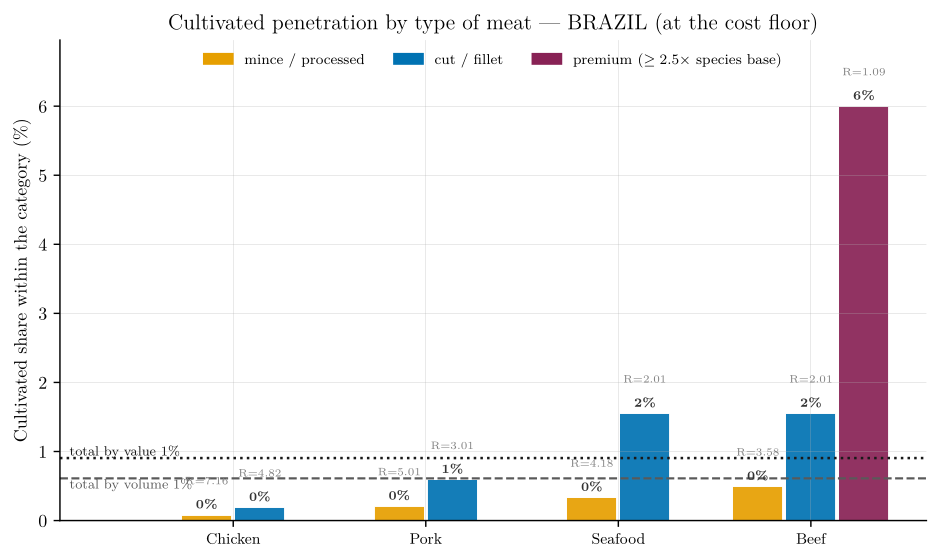 Cultivated penetration by type of meat — BRAZIL (at the cost floor)
mince / processed
cut / fillet
premium (≥ 2.5× species base)
Cultivated share within the category (%)
6
5
4
3
2
1
0
total by value 1%
total by volume 1%
0%
R=4.82
0%
R=5.01
0%
R=3.01
1%
R=4.18
0%
R=2.01
2%
R=3.58
0%
R=2.01
2%
R=1.09
6%
Chicken
Pork
Seafood
Beef